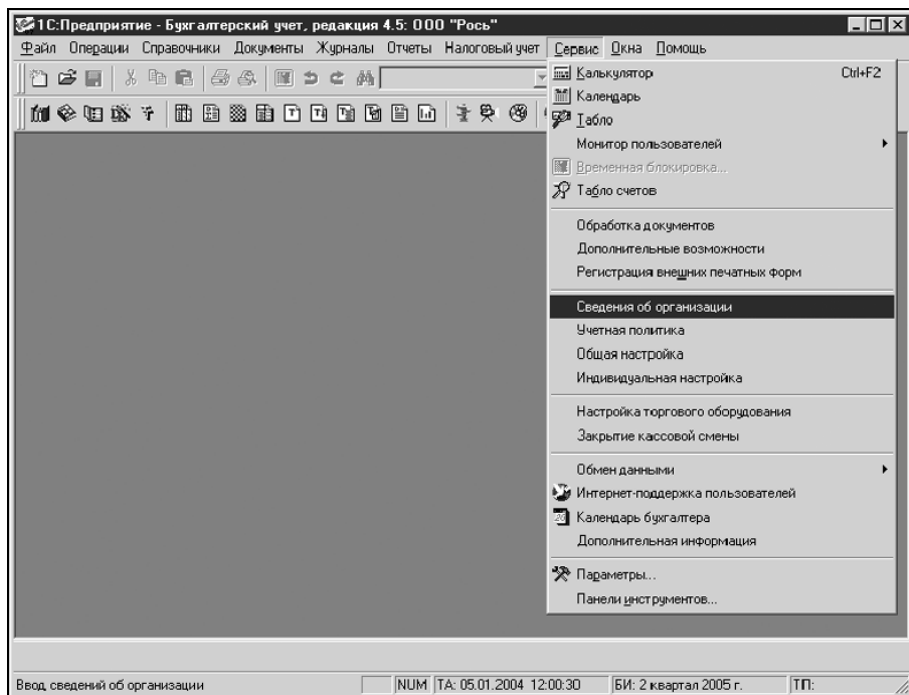 1С:Предприятие - Бухгалтерский учет, редакция 4.5: ООО "Рось"
Файл Операции Справочники Документы Журналы Отчеты Налоговый учет Сервис Окна Помощь
Калькулятор Ctrl+F2
Календарь
Табло
Монитор пользователей
Временная блокировка...
Табло счетов
Обработка документов
Дополнительные возможности
Регистрация внешних печатных форм
Сведения об организации
Учетная политика
Общая настройка
Индивидуальная настройка
Настройка торгового оборудования
Закрытие кассовой смены
Обмен данными
Интернет-поддержка пользователей
Календарь бухгалтера
Дополнительная информация
Параметры...
Панели инструментов...
Ввод сведений об организации NUM ТА: 05.01.2004 12:00:30 БИ: 2 квартал 2005 г. ТП: